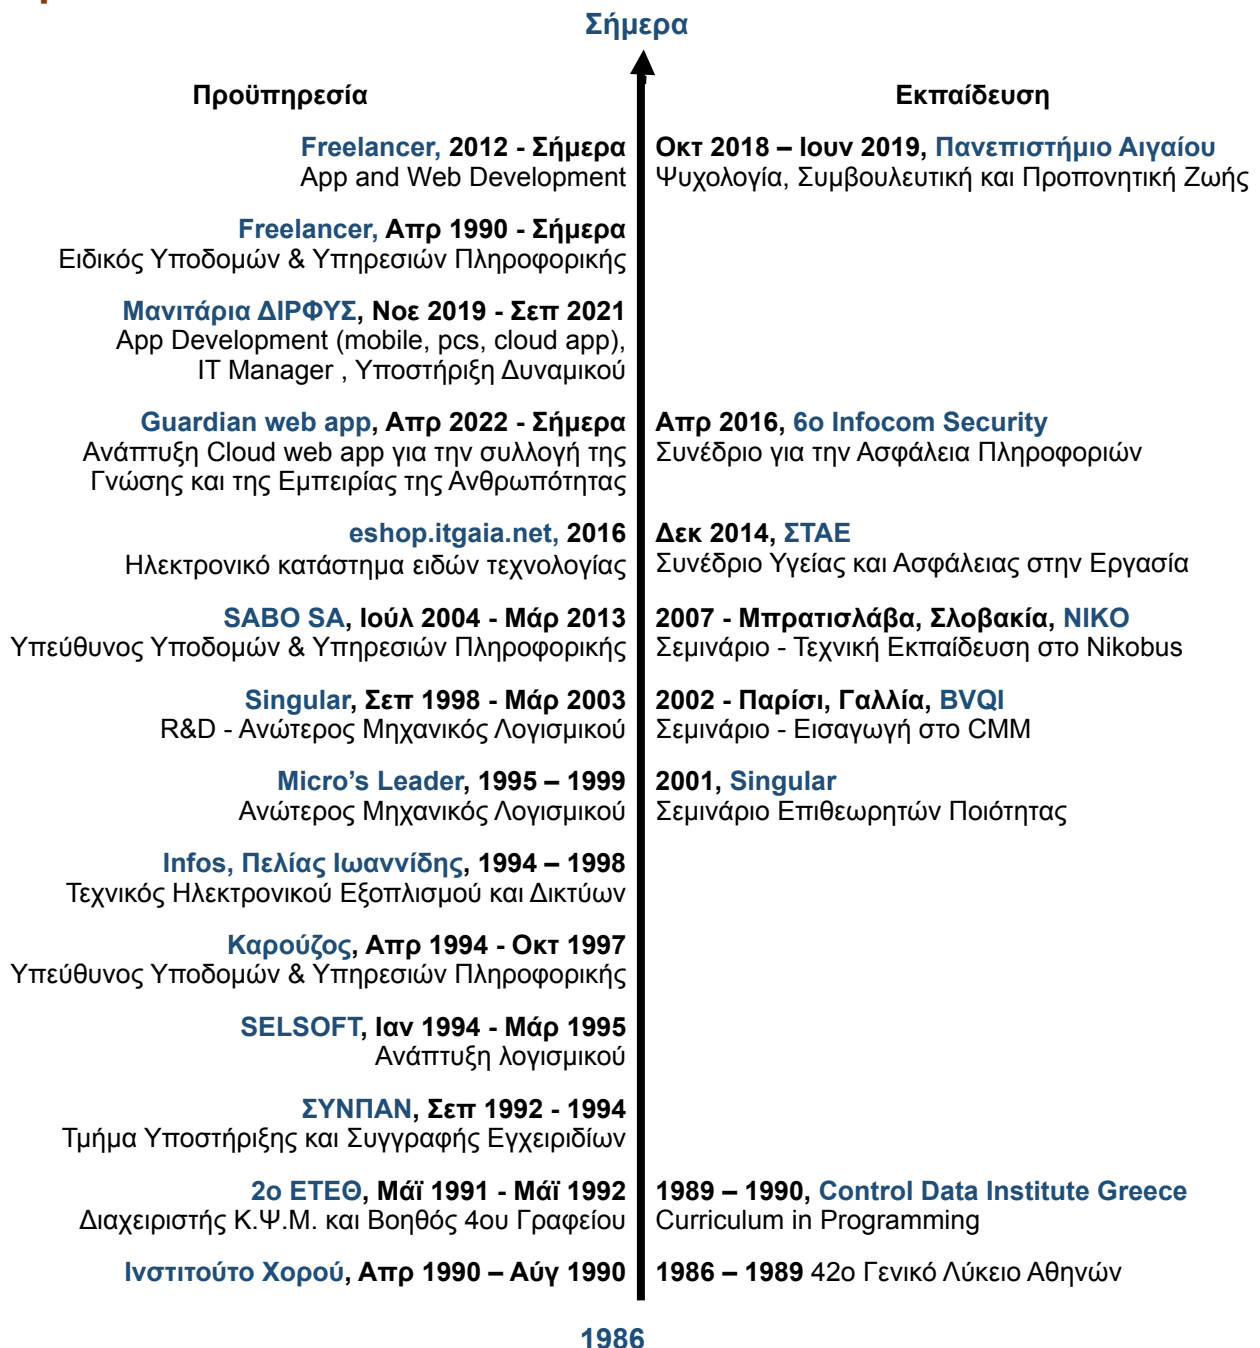 Σήμερα
Προϋπηρεσία
Εκπαίδευση
Freelancer, 2012 - Σήμερα
App and Web Development
Οκτ 2018 – Ιουν 2019, Πανεπιστήμιο Αιγαίου
Ψυχολογία, Συμβουλευτική και Προπονητική Ζωής
Freelancer, Απρ 1990 - Σήμερα
Ειδικός Υποδομών & Υπηρεσιών Πληροφορικής
Μανιτάρια ΔΙΡΦΥΣ, Νοε 2019 - Σεπ 2021
App Development (mobile, pcs, cloud app),
IT Manager , Υποστήριξη Δυναμικού
Guardian web app, Απρ 2022 - Σήμερα
Ανάπτυξη Cloud web app για την συλλογή της
Γνώσης και της Εμπειρίας της Ανθρωπότητας
Απρ 2016, 6ο Infocom Security
Συνέδριο για την Ασφάλεια Πληροφοριών
eshop.itgaia.net, 2016
Ηλεκτρονικό κατάστημα ειδών τεχνολογίας
Δεκ 2014, ΣΤΑΕ
Συνέδριο Υγείας και Ασφάλειας στην Εργασία
SABO SA, Ιούλ 2004 - Μάρ 2013
Υπεύθυνος Υποδομών & Υπηρεσιών Πληροφορικής
2007 - Μπρατισλάβα, Σλοβακία, NIKO
Σεμινάριο - Τεχνική Εκπαίδευση στο Nikobus
Singular, Σεπ 1998 - Μάρ 2003
R&D - Ανώτερος Μηχανικός Λογισμικού
2002 - Παρίσι, Γαλλία, BVQI
Σεμινάριο - Εισαγωγή στο CMM
Micro’s Leader, 1995 – 1999
Ανώτερος Μηχανικός Λογισμικού
2001, Singular
Σεμινάριο Επιθεωρητών Ποιότητας
Infos, Πελίας Ιωαννίδης, 1994 – 1998
Τεχνικός Ηλεκτρονικού Εξοπλισμού και Δικτύων
Καρούζος, Απρ 1994 - Οκτ 1997
Υπεύθυνος Υποδομών & Υπηρεσιών Πληροφορικής
SELSOFT, Ιαν 1994 - Μάρ 1995
Ανάπτυξη λογισμικού
ΣΥΝΠΑΝ, Σεπ 1992 - 1994
Τμήμα Υποστήριξης και Συγγραφής Εγχειριδίων
2ο ΕΤΕΘ, Μάϊ 1991 - Μάϊ 1992
Διαχειριστής Κ.Ψ.Μ. και Βοηθός 4ου Γραφείου
1989 – 1990, Control Data Institute Greece
Curriculum in Programming
Ινστιτούτο Χορού, Απρ 1990 – Αύγ 1990
1986 – 1989 42ο Γενικό Λύκειο Αθηνών
1986